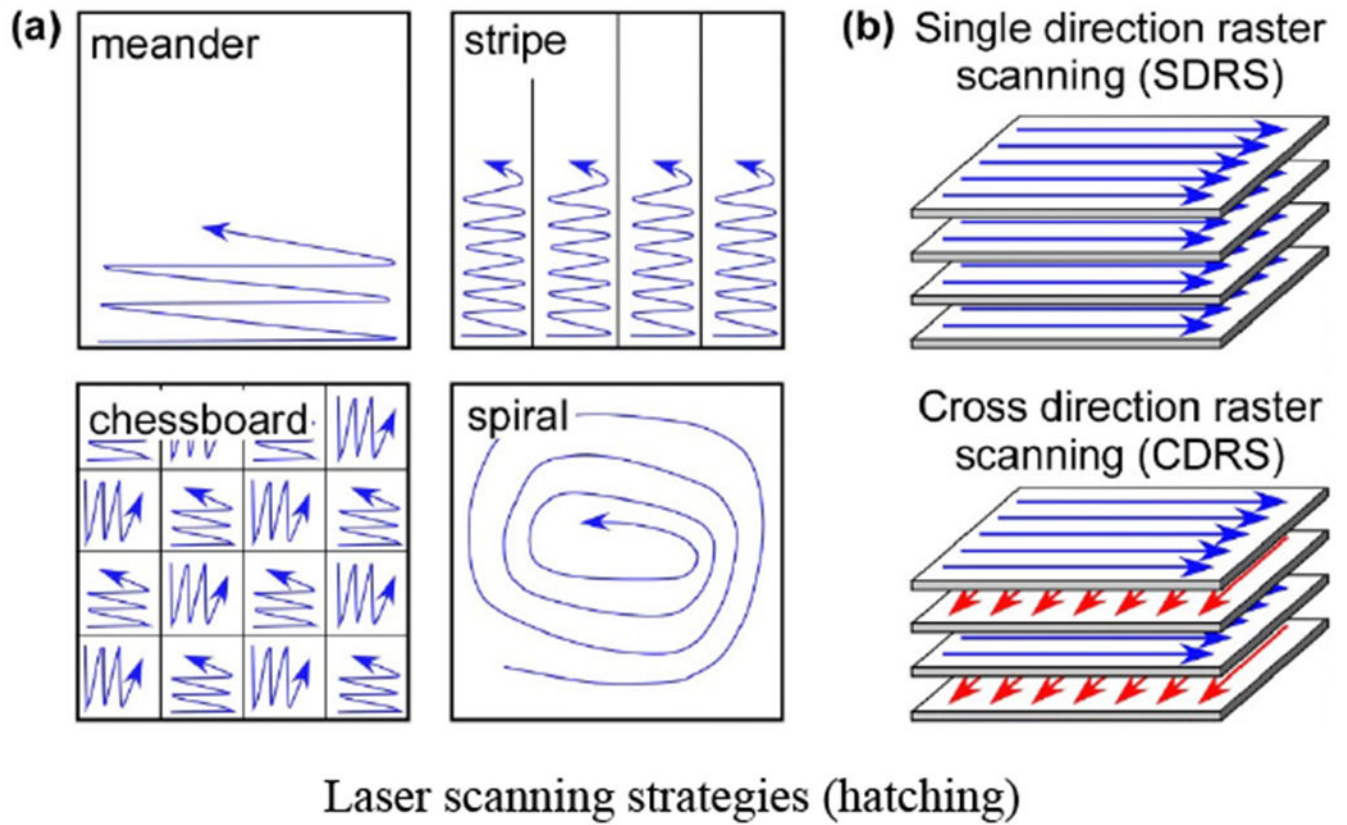 (a)
meander
stripe
chessboard
spiral
(b) Single direction raster
scanning (SDRS)
Cross direction raster
scanning (CDRS)
Laser scanning strategies (hatching)